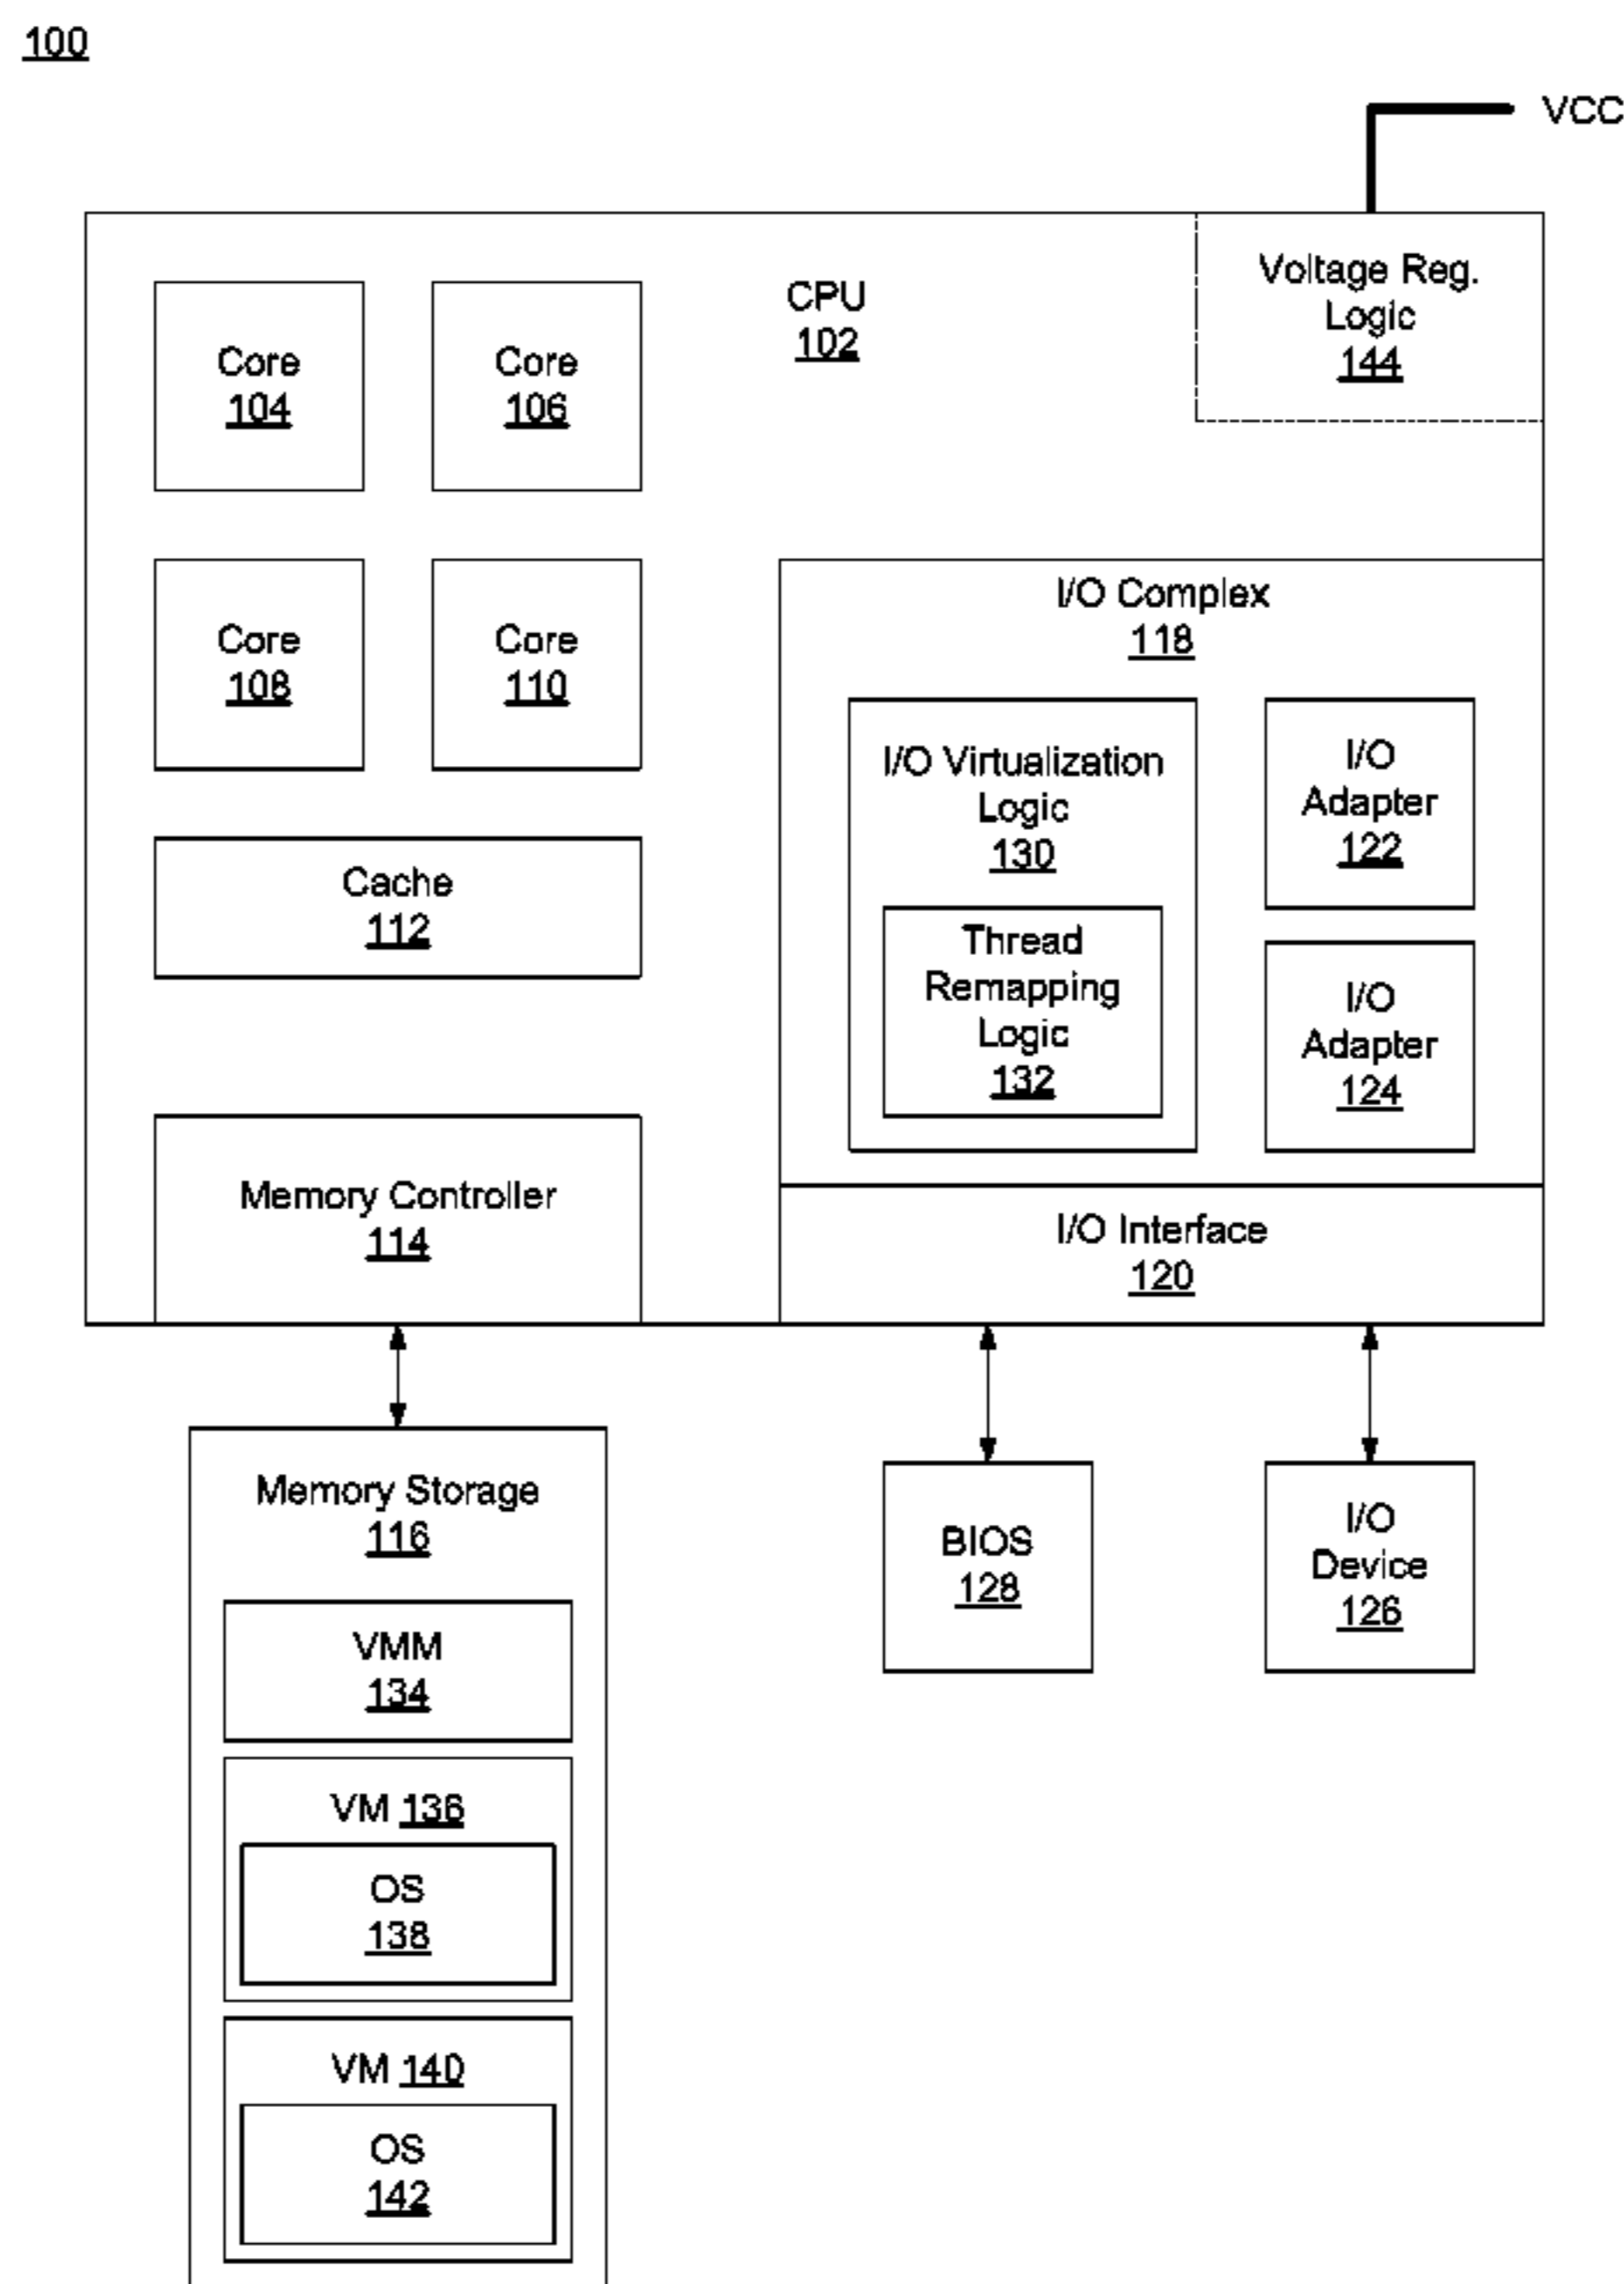 100
VCC
CPU
102
Voltage Reg.
Logic
144
Core
104
Core
106
Core
108
Core
110
Cache
112
Memory Controller
114
I/O Complex
118
I/O Virtualization
Logic
130
Thread
Remapping
Logic
132
I/O
Adapter
122
I/O
Adapter
124
I/O Interface
120
Memory Storage
116
VMM
134
VM 136
OS
138
VM 140
OS
142
BIOS
128
I/O
Device
126